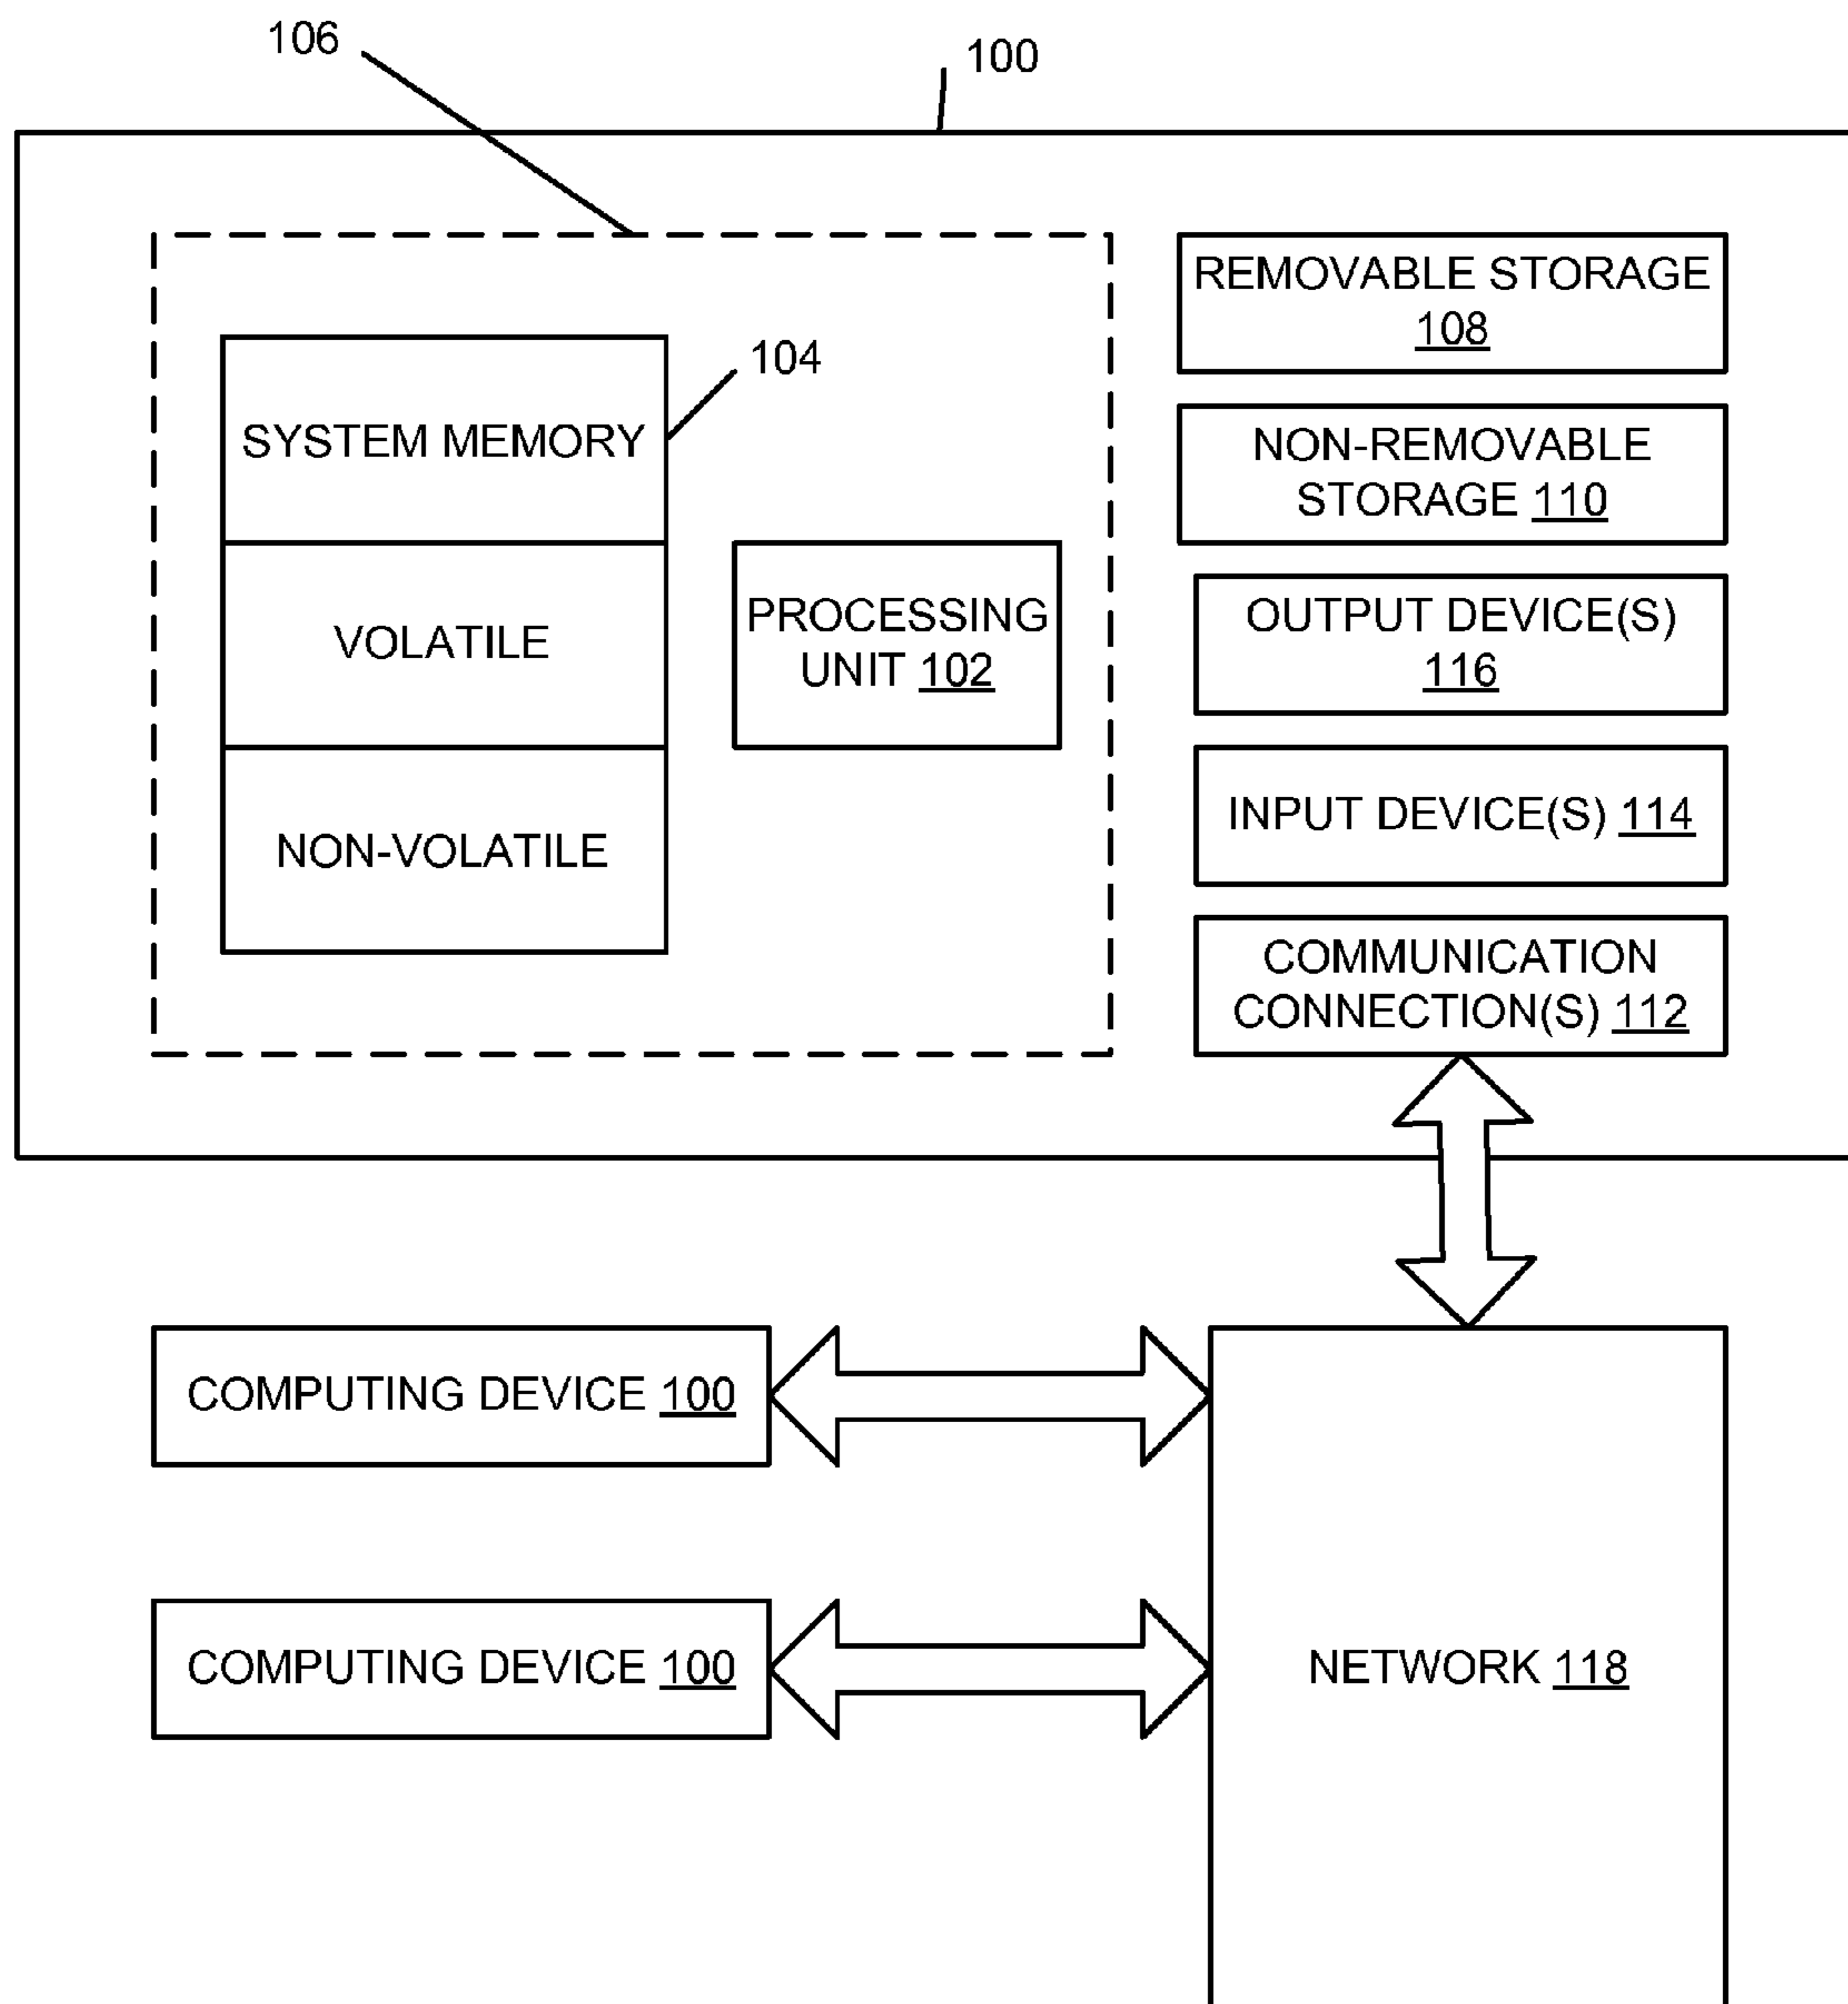 106
100
REMOVABLE STORAGE
108
104
SYSTEM MEMORY
NON-REMOVABLE
STORAGE 110
VOLATILE
PROCESSING
UNIT 102
OUTPUT DEVICE(S)
116
NON-VOLATILE
INPUT DEVICE(S) 114
COMMUNICATION
CONNECTION(S) 112
COMPUTING DEVICE 100
COMPUTING DEVICE 100
NETWORK 118